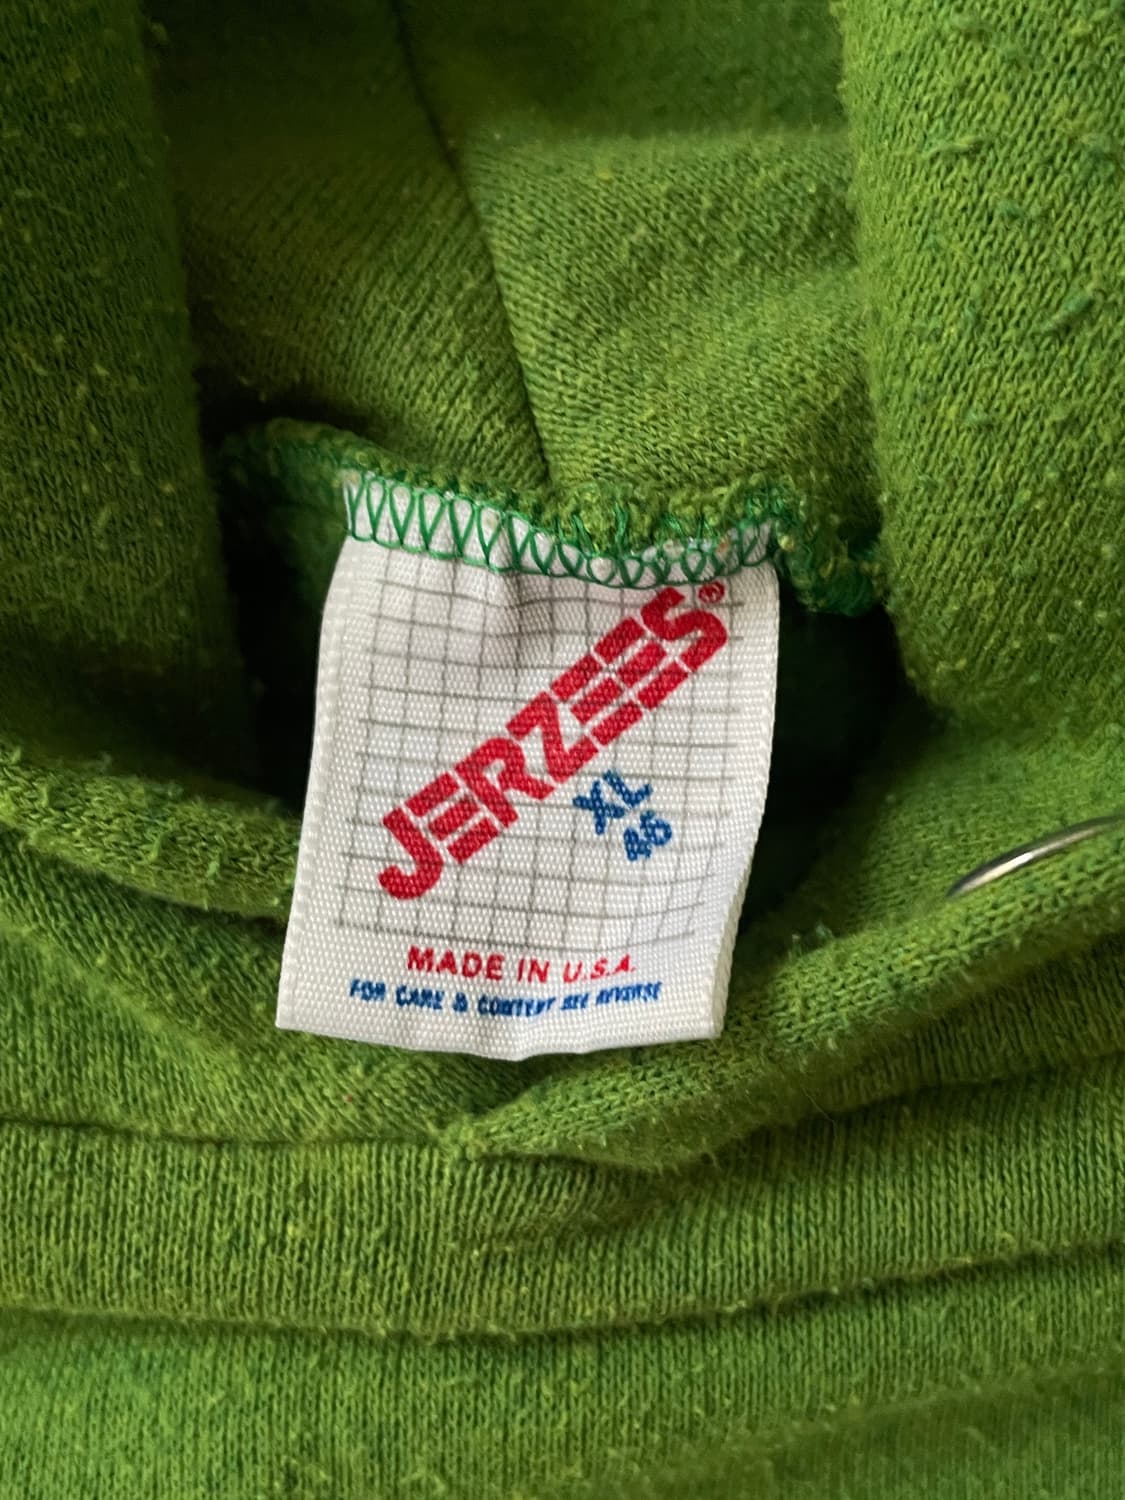 JERZEES®
XL
46
MADE IN U.S.A.
FOR CARE & CONTENT SEE REVERSE